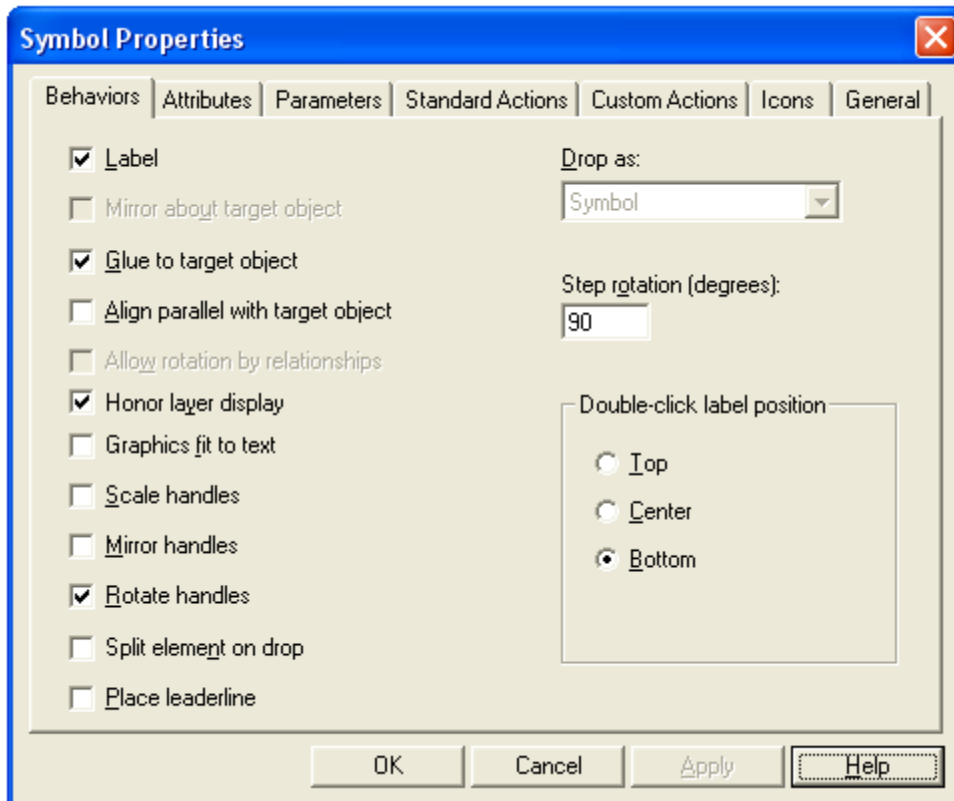 Symbol Properties
Behaviors Attributes Parameters Standard Actions Custom Actions Icons General
Label
Mirror about target object
Glue to target object
Align parallel with target object
Allow rotation by relationships
Honor layer display
Graphics fit to text
Scale handles
Mirror handles
Rotate handles
Split element on drop
Place leaderline
Drop as:
Symbol
Step rotation (degrees):
90
Double-click label position
Top
Center
Bottom
OK Cancel Apply Help